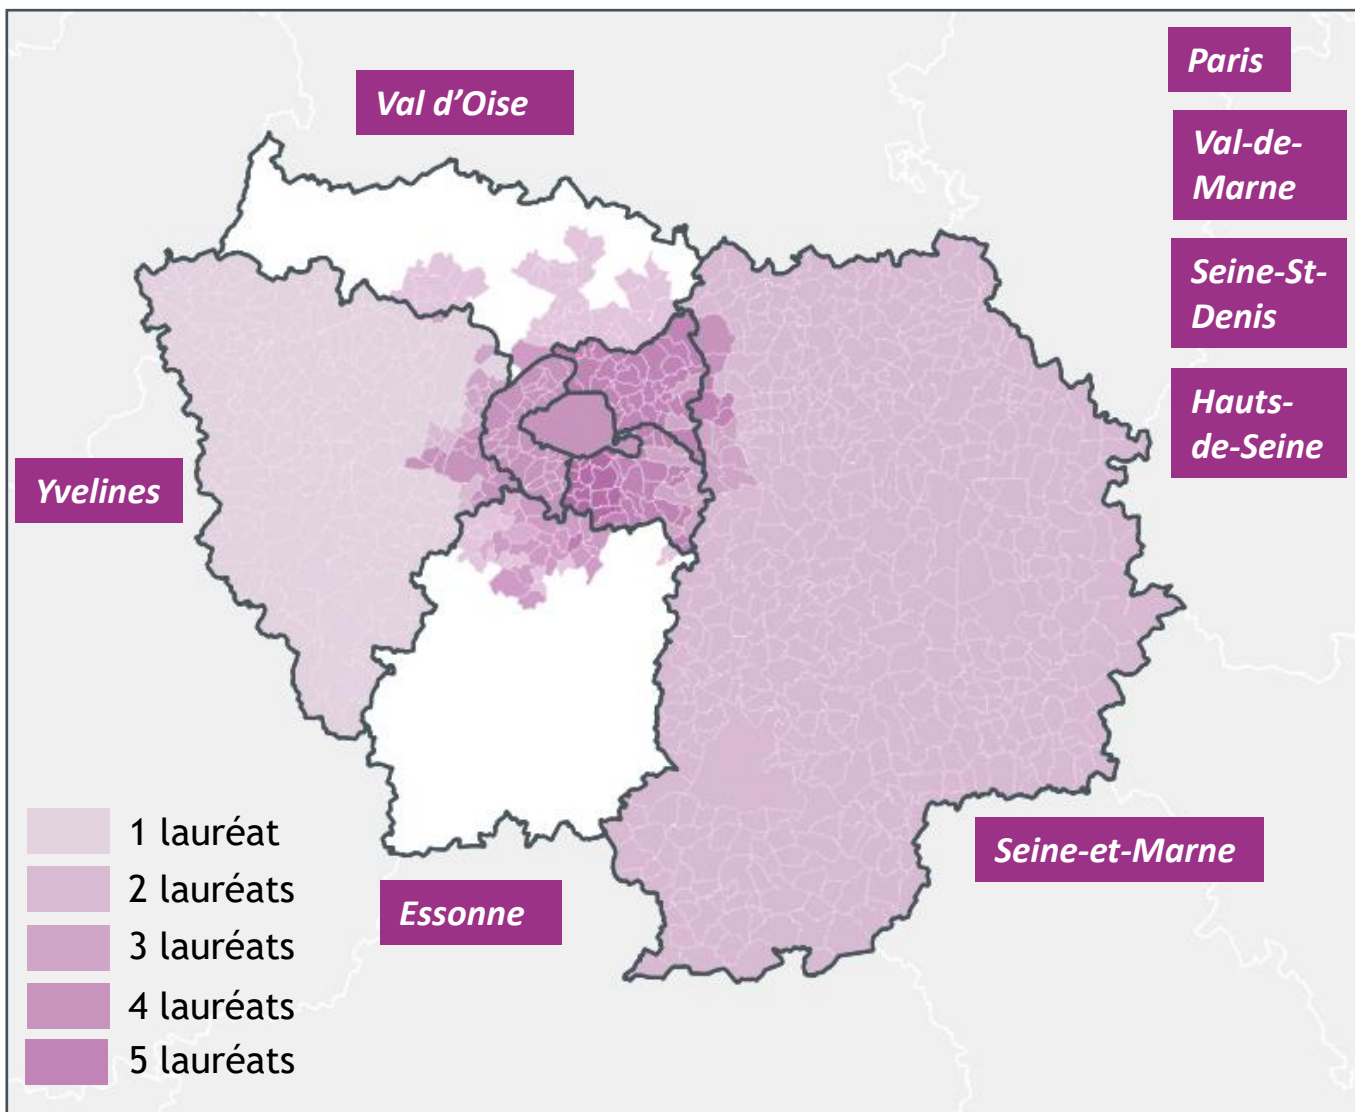 Paris
Val d’Oise
Val-de-
Marne
Seine-St-
Denis
Hauts-
de-Seine
Yvelines
1 lauréat
2 lauréats
3 lauréats
4 lauréats
5 lauréats
Seine-et-Marne
Essonne